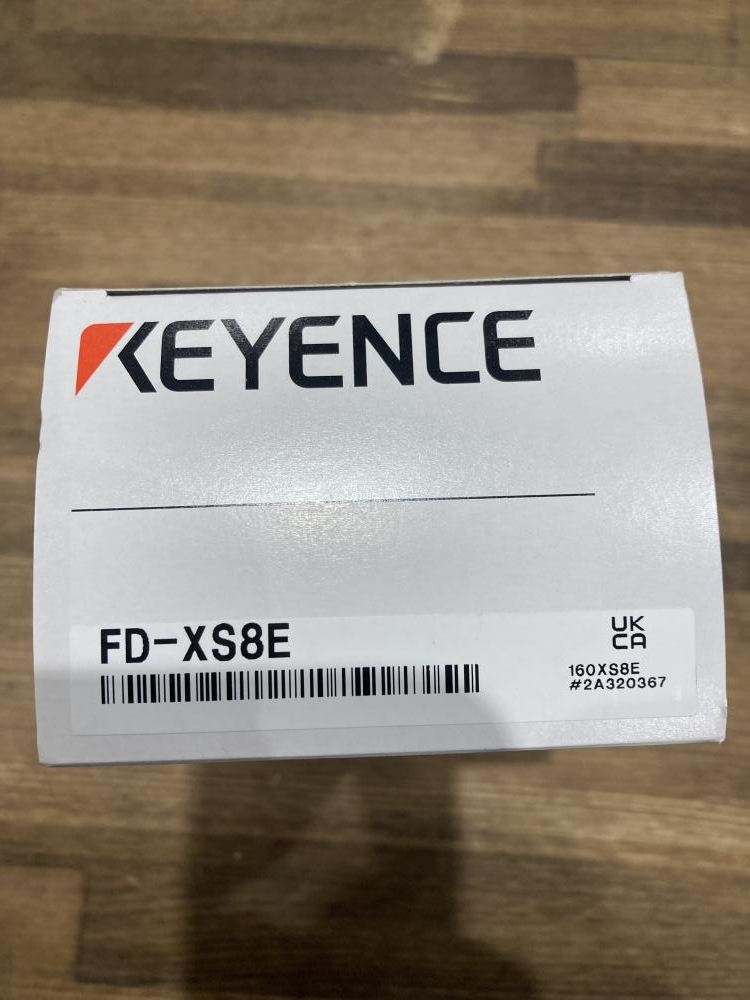 KEYENCE
FD-XS8E
UK
CA
160XS8E
#2A320367